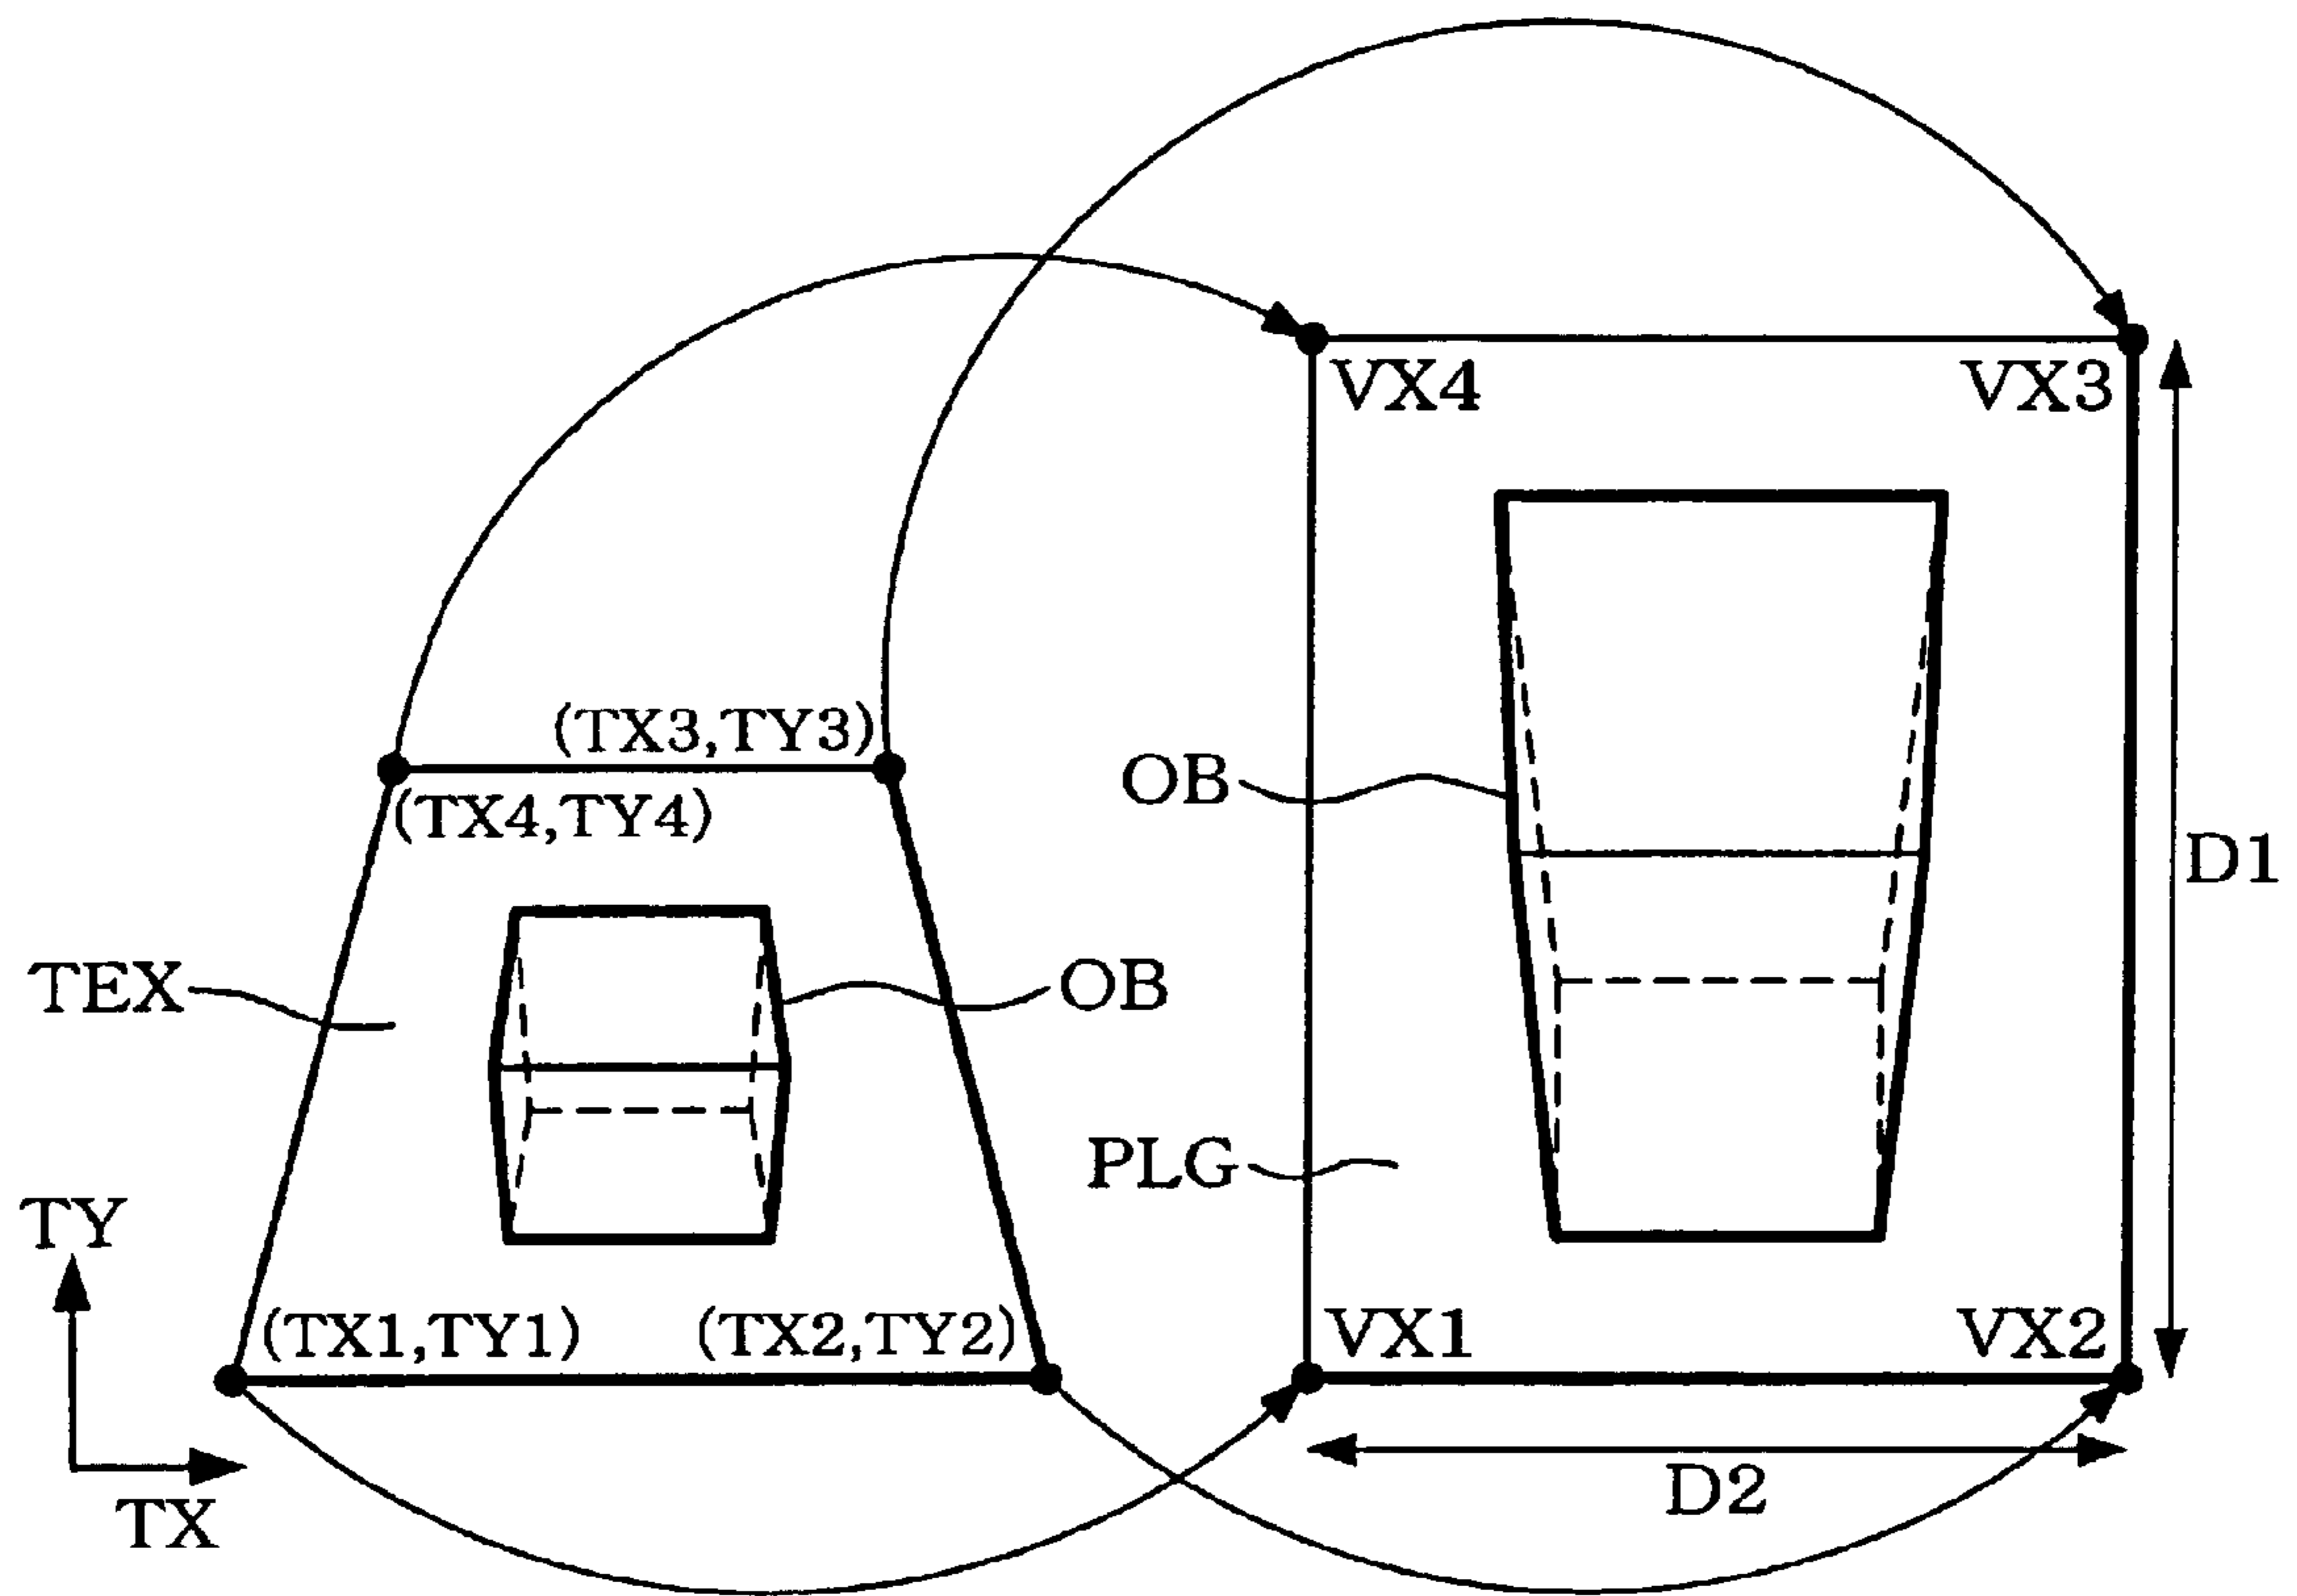 VX4
VX3
(TX3,TY3)
OB
(TX4,TY4)
D1
TEX
OB
PLG
TY
(TX1,TY1)
(TX2,TY2)
VX1
VX2
D2
TX